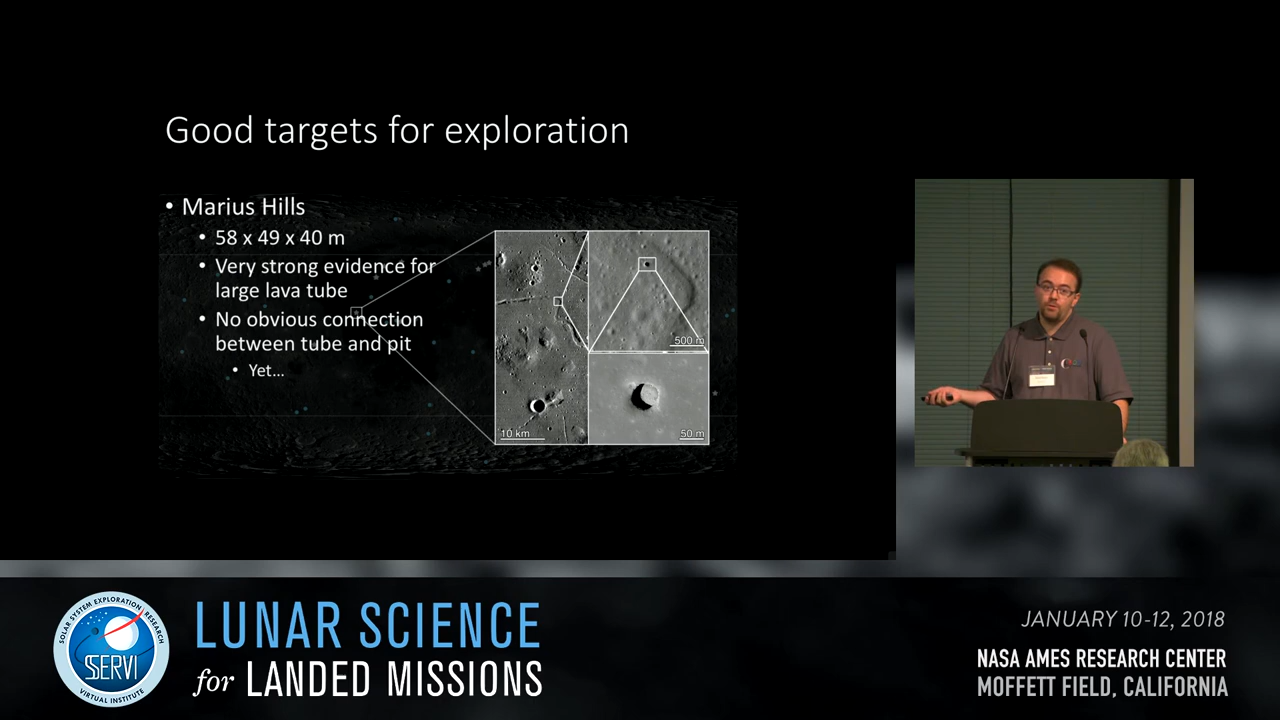 Good targets for exploration
• Marius Hills
• 58 x 49 x 40 m
• Very strong evidence for
large lava tube
• No obvious connection
between tube and pit
• Yet...
500 m
10 km
50 m
SOLAR SYSTEM EXPLORATION RESEARCH
SSERVI
VIRTUAL INSTITUTE
LUNAR SCIENCE
for LANDED MISSIONS
JANUARY 10-12, 2018
NASA AMES RESEARCH CENTER
MOFFETT FIELD, CALIFORNIA